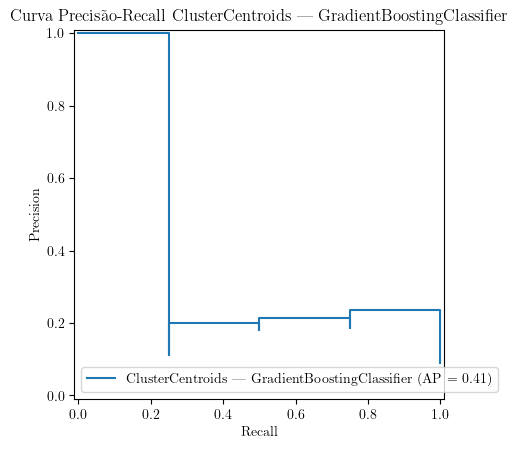 Curva Precisão-Recall ClusterCentroids — GradientBoostingClassifier
1.0
0.8
0.6
0.4
0.2
0.0
Precision
ClusterCentroids — GradientBoostingClassifier (AP = 0.41)
0.0 0.2 0.4 0.6 0.8 1.0
Recall